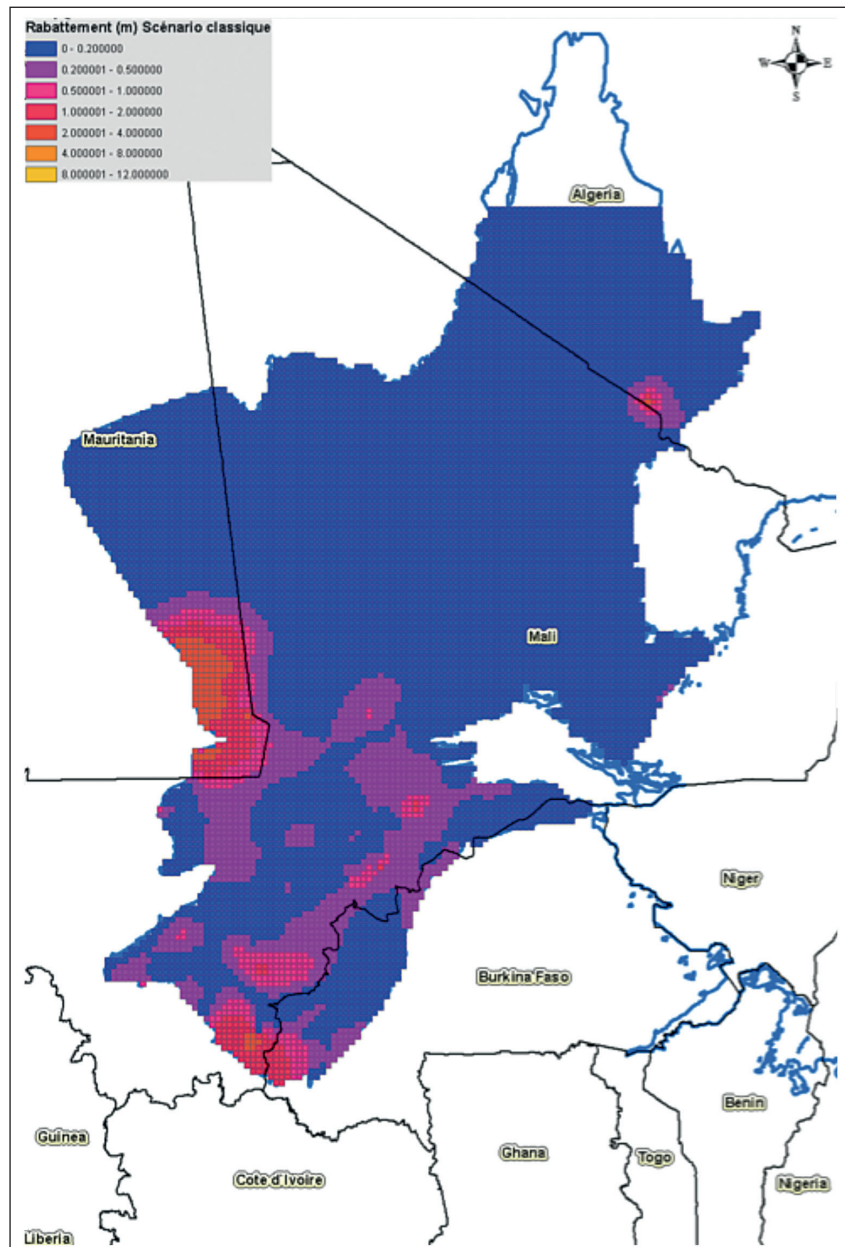 Rabattement (m) Scénario classique
0 - 0.200000
0.200001 - 0.500000
0.500001 - 1.000000
1.000001 - 2.000000
2.000001 - 4.000000
4.000001 - 8.000000
8.000001 - 12.000000
N
W
E
S
Algeria
Mauritania
Mali
Niger
Burkina Faso
Benin
Guinea
Ghana
Togo
Cote d'Ivoire
Nigeria
Liberia